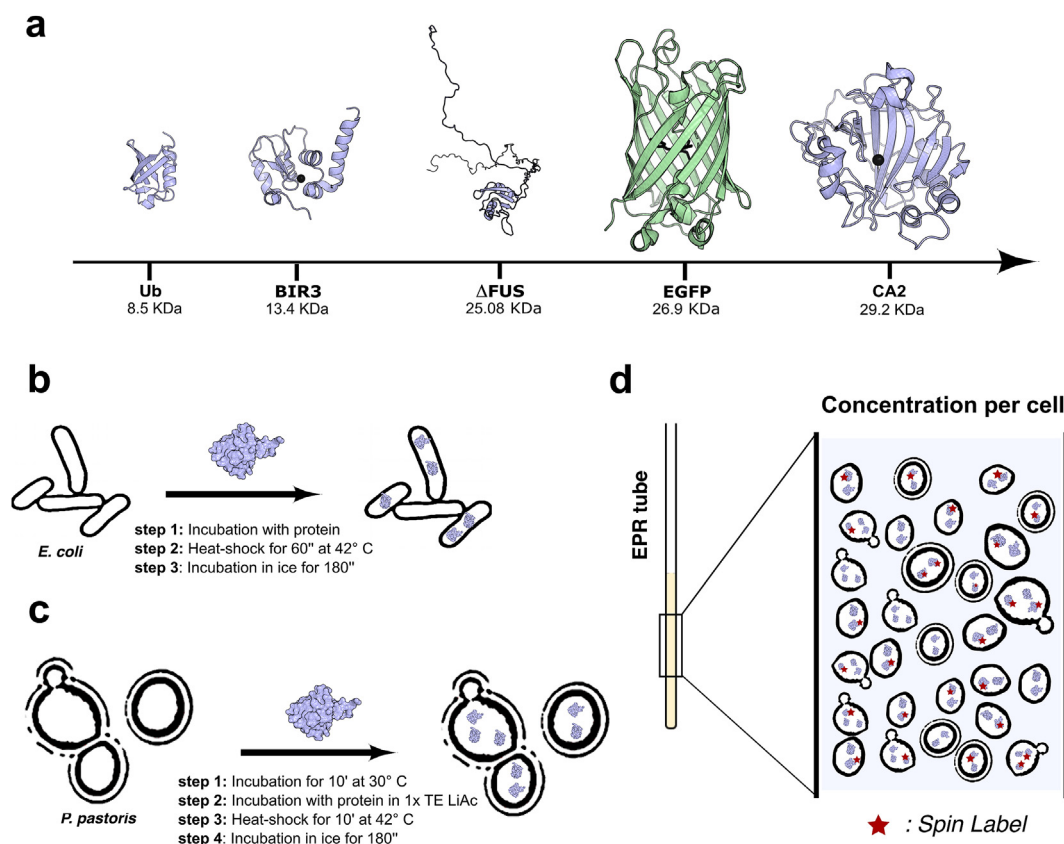 a
Ub
8.5 KDa
BIR3
13.4 KDa
ΔFUS
25.08 KDa
EGFP
26.9 KDa
CA2
29.2 KDa
b
E. coli
step 1: Incubation with protein
step 2: Heat-shock for 60" at 42° C
step 3: Incubation in ice for 180"
c
P. pastoris
step 1: Incubation for 10' at 30° C
step 2: Incubation with protein in 1x TE LiAc
step 3: Heat-shock for 10' at 42° C
step 4: Incubation in ice for 180"
d
EPR tube
Concentration per cell
: Spin Label